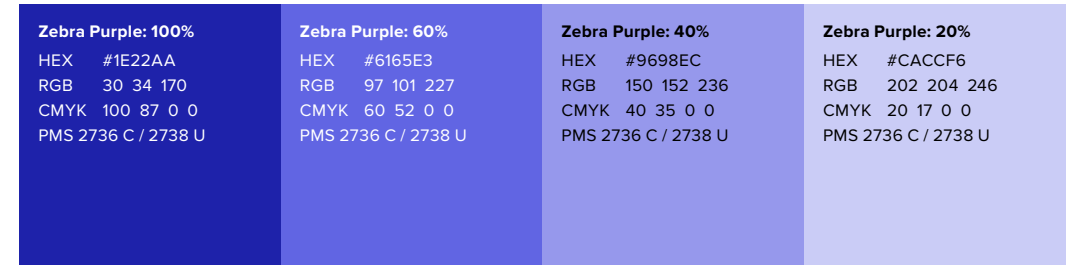 Zebra Purple: 100%
HEX #1E22AA
RGB 30 34 170
CMYK 100 87 0 0
PMS 2736 C / 2738 U
Zebra Purple: 60%
HEX #6165E3
RGB 97 101 227
CMYK 60 52 0 0
PMS 2736 C / 2738 U
Zebra Purple: 40%
HEX #9698EC
RGB 150 152 236
CMYK 40 35 0 0
PMS 2736 C / 2738 U
Zebra Purple: 20%
HEX #CACCF6
RGB 202 204 246
CMYK 20 17 0 0
PMS 2736 C / 2738 U